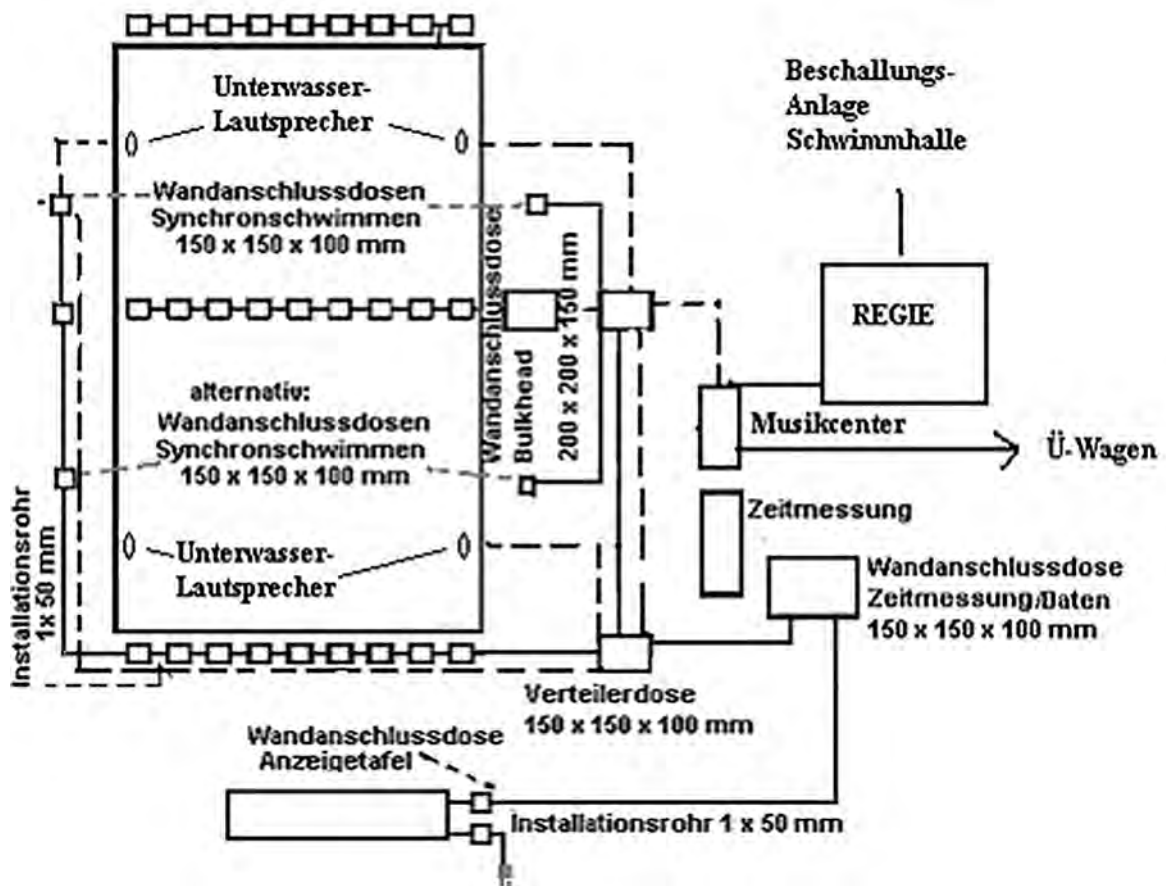 Unterwasser-
Lautsprecher
Beschallungs-
Anlage
Schwimmhalle
Wandanschlussdosen
Synchronschwimmen
150 x 150 x 100 mm
Wandanschlussdose
Bulkhead
200 x 200 x 150 mm
REGIE
alternativ:
Wandanschlussdosen
Synchronschwimmen
150 x 150 x 100 mm
Musikcenter
Ü-Wagen
Zeitmessung
Unterwasser-
Lautsprecher
Wandanschlussdose
Zeitmessung/Daten
150 x 150 x 100 mm
Installationsrohr
1x 50 mm
Verteilerdose
150 x 150 x 100 mm
Wandanschlussdose
Anzeigetafel
Installationsrohr 1 x 50 mm